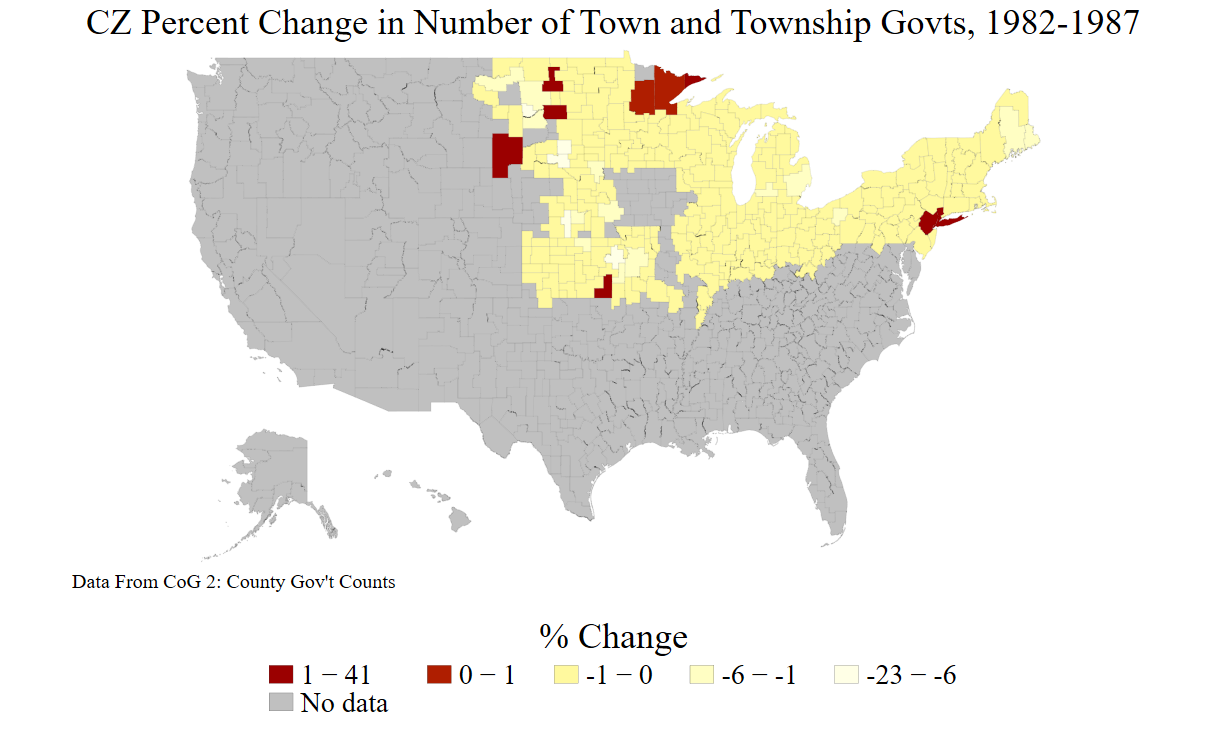 CZ Percent Change in Number of Town and Township Govts, 1982-1987
Data From CoG 2: County Gov't Counts
% Change
1 − 41 0 − 1 -1 − 0 -6 − -1 -23 − -6
No data